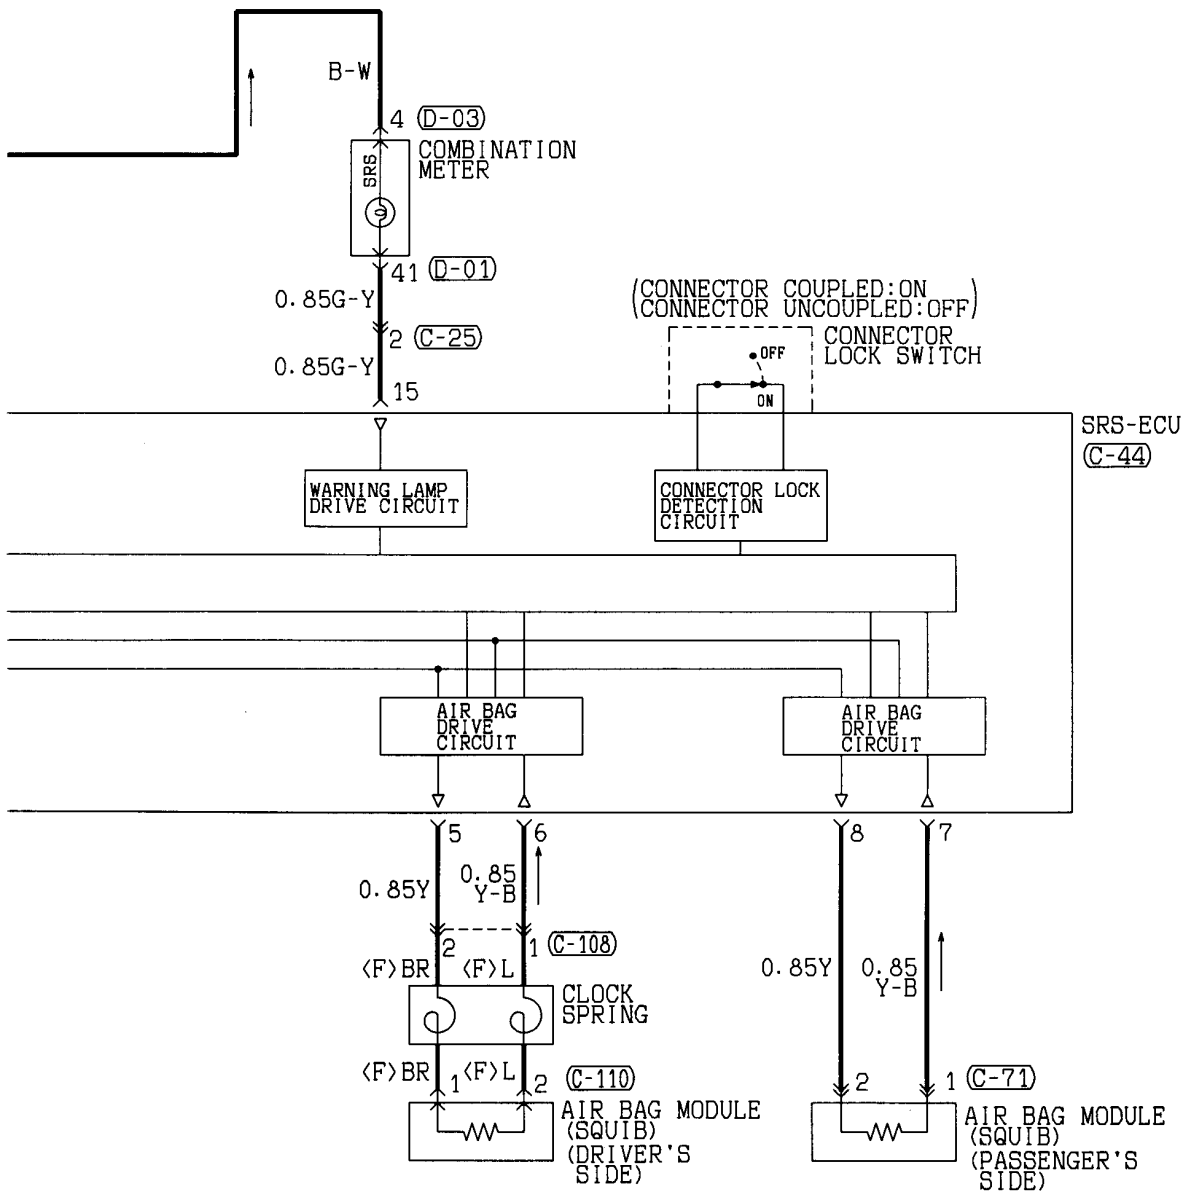 B-W
4 (D-03)
COMBINATION
METER
SRS
41 (D-01)
0.85G-Y
2 (C-25)
0.85G-Y
15
(CONNECTOR COUPLED:ON
CONNECTOR UNCOUPLED:OFF)
CONNECTOR
LOCK SWITCH
OFF
ON
SRS-ECU
(C-44)
WARNING LAMP
DRIVE CIRCUIT
CONNECTOR LOCK
DETECTION
CIRCUIT
AIR BAG
DRIVE
CIRCUIT
AIR BAG
DRIVE
CIRCUIT
5
6
8
7
0.85Y
0.85
Y-B
2
1 (C-108)
<F>BR
<F>L
0.85Y
0.85
Y-B
CLOCK
SPRING
<F>BR
<F>L
1
2 (C-110)
2
1 (C-71)
AIR BAG MODULE
(SQUIB)
(DRIVER'S
SIDE)
AIR BAG MODULE
(SQUIB)
(PASSENGER'S
SIDE)